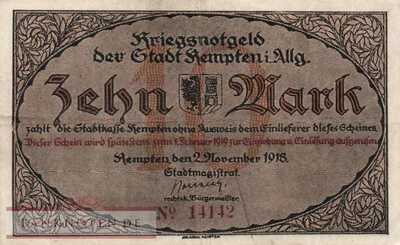 Kriegsnotgeld
der Stadt Kempten i. Allg.
Zehn 10 Mark
zahlt die Stadtkasse Kempten ohne Ausweis dem Einlieferer dieses Scheines.
Dieser Schein wird spätestens zum 1. Februar 1919 zur Einziehung u. Einlösung aufgerufen.
Kempten, den 2. November 1918.
Stadtmagistrat.
rechtsk. Bürgermeister
№ 14142
BANKNOTEN.DE